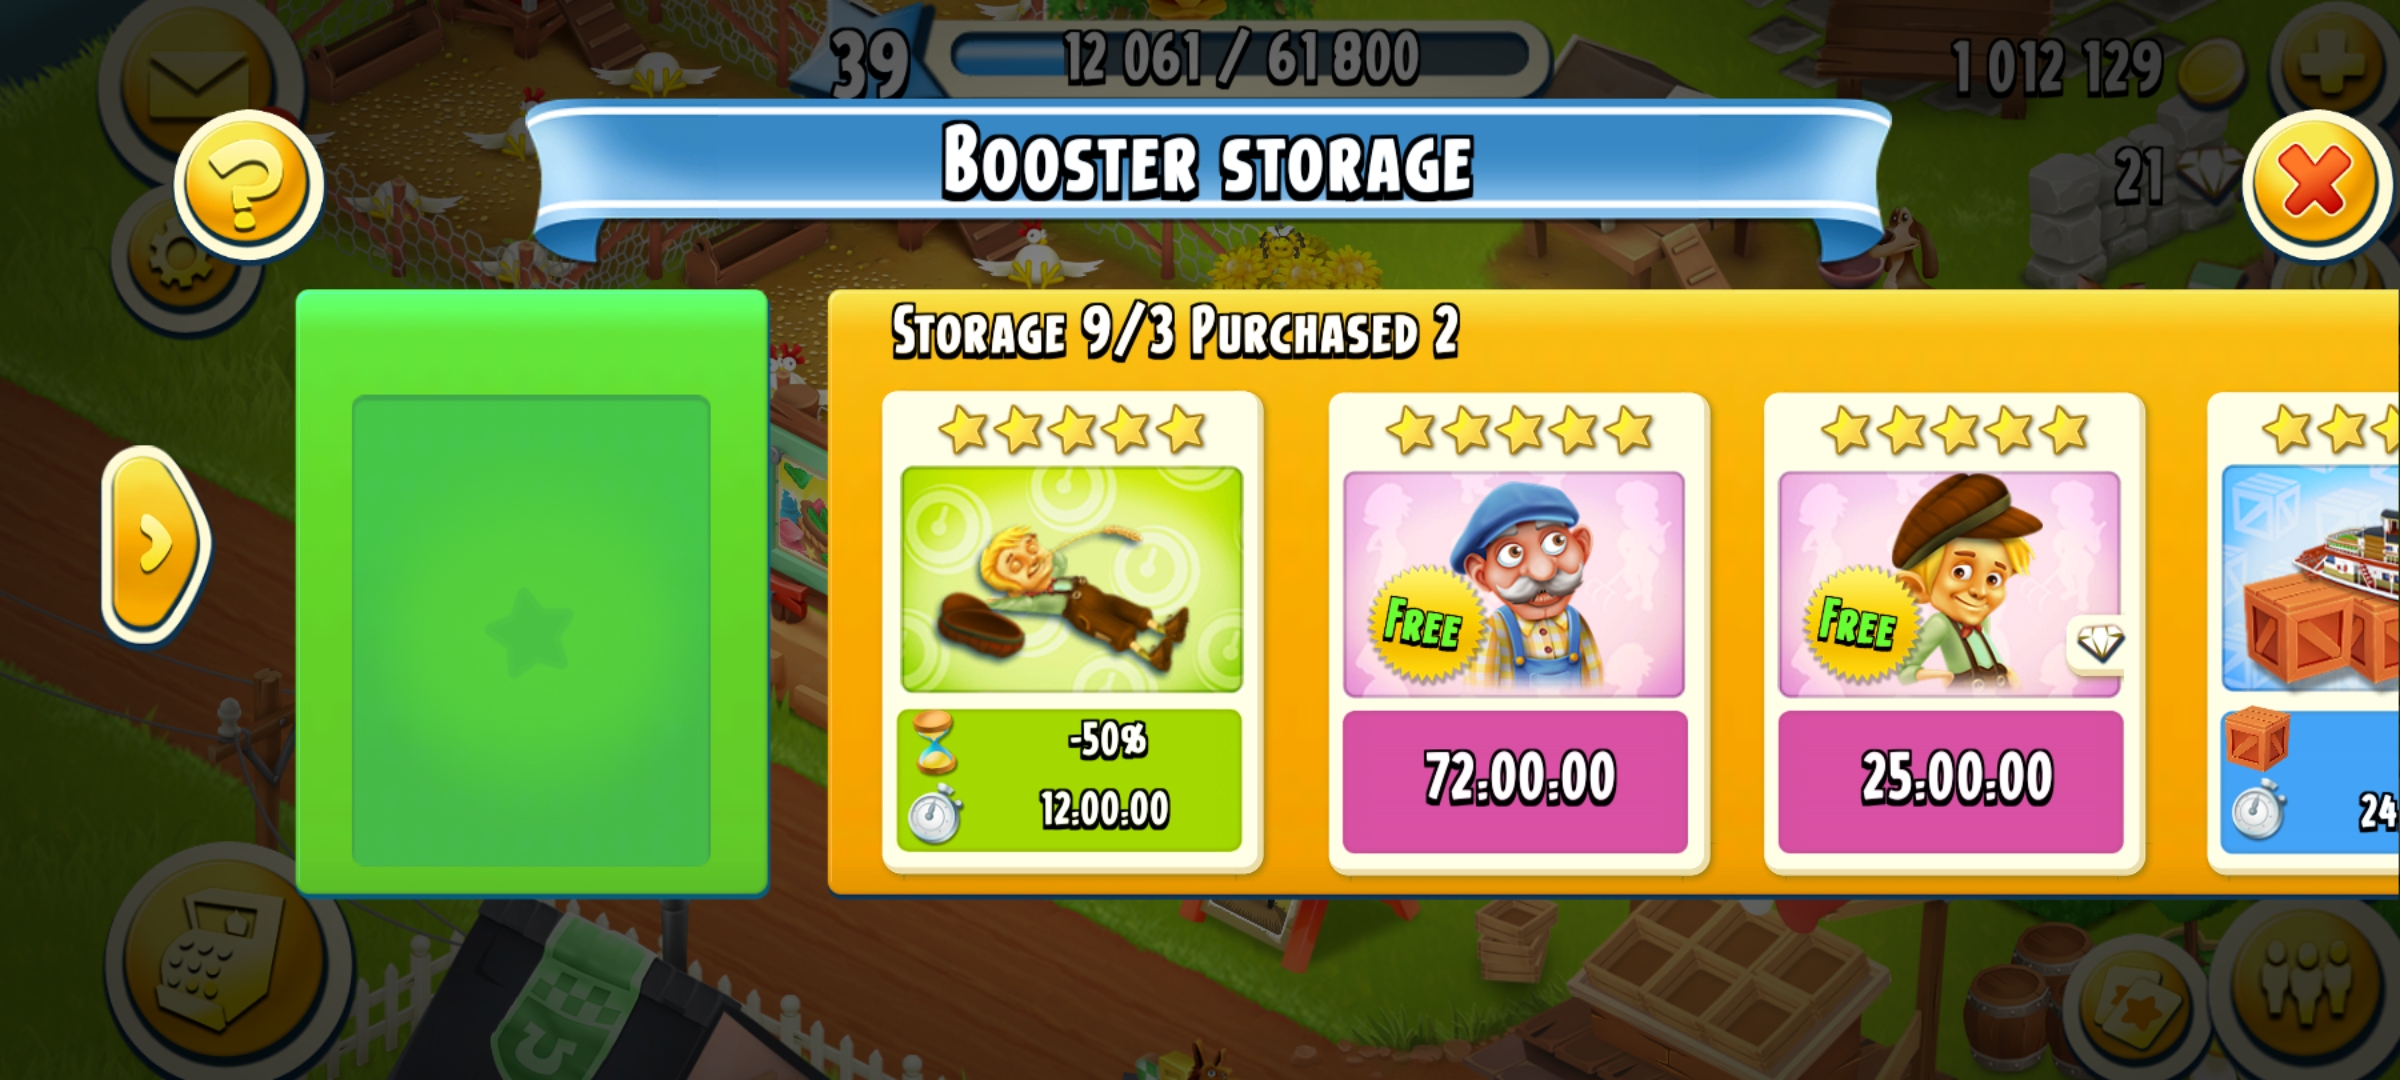 39
12 061 / 61 800
1 012 129
21
BOOSTER STORAGE
STORAGE 9/3 PURCHASED 2
-50%
12:00:00
FREE
72:00:00
FREE
25:00:00
24